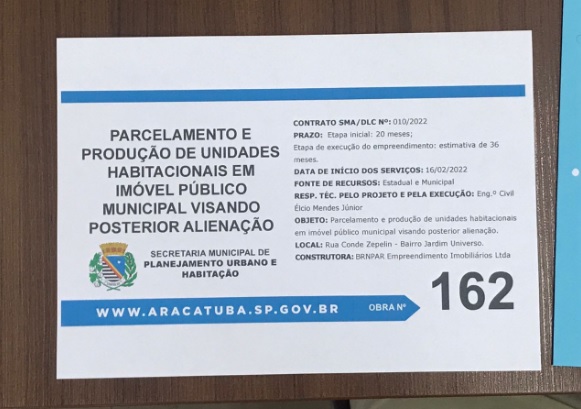 PARCELAMENTO E
PRODUÇÃO DE UNIDADES
HABITACIONAIS EM
IMÓVEL PÚBLICO
MUNICIPAL VISANDO
POSTERIOR ALIENAÇÃO
SECRETARIA MUNICIPAL DE
PLANEJAMENTO URBANO E
HABITAÇÃO
CONTRATO SMA/DLC Nº: 010/2022
PRAZO: Etapa inicial: 20 meses;
Etapa de execução do empreendimento: estimativa de 36
meses.
DATA DE INÍCIO DOS SERVIÇOS: 16/02/2022
FONTE DE RECURSOS: Estadual e Municipal
RESP. TÉC. PELO PROJETO E PELA EXECUÇÃO: Eng.º Civil
Élcio Mendes Júnior
OBJETO: Parcelamento e produção de unidades habitacionais
em imóvel público municipal visando posterior alienação.
LOCAL: Rua Conde Zepelin - Bairro Jardim Universo.
CONSTRUTORA: BRNPAR Empreendimento Imobiliários Ltda
WWW.ARACATUBA.SP.GOV.BR
OBRA Nº
162